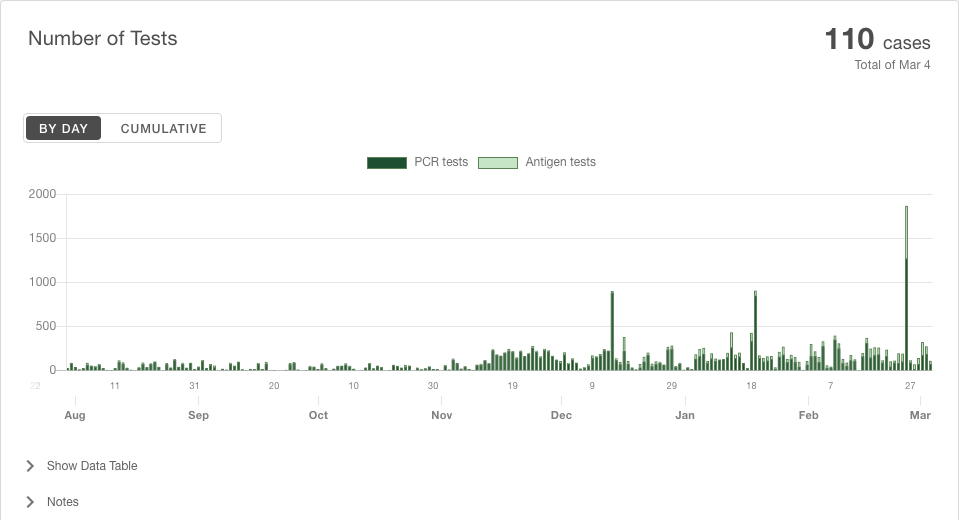 Number of Tests
110 cases
Total of Mar 4
BY DAY CUMULATIVE
PCR tests Antigen tests
2000
1500
1000
500
0
22 11 31 20 10 30 19 9 29 18 7 27
Aug Sep Oct Nov Dec Jan Feb Mar
Show Data Table
Notes